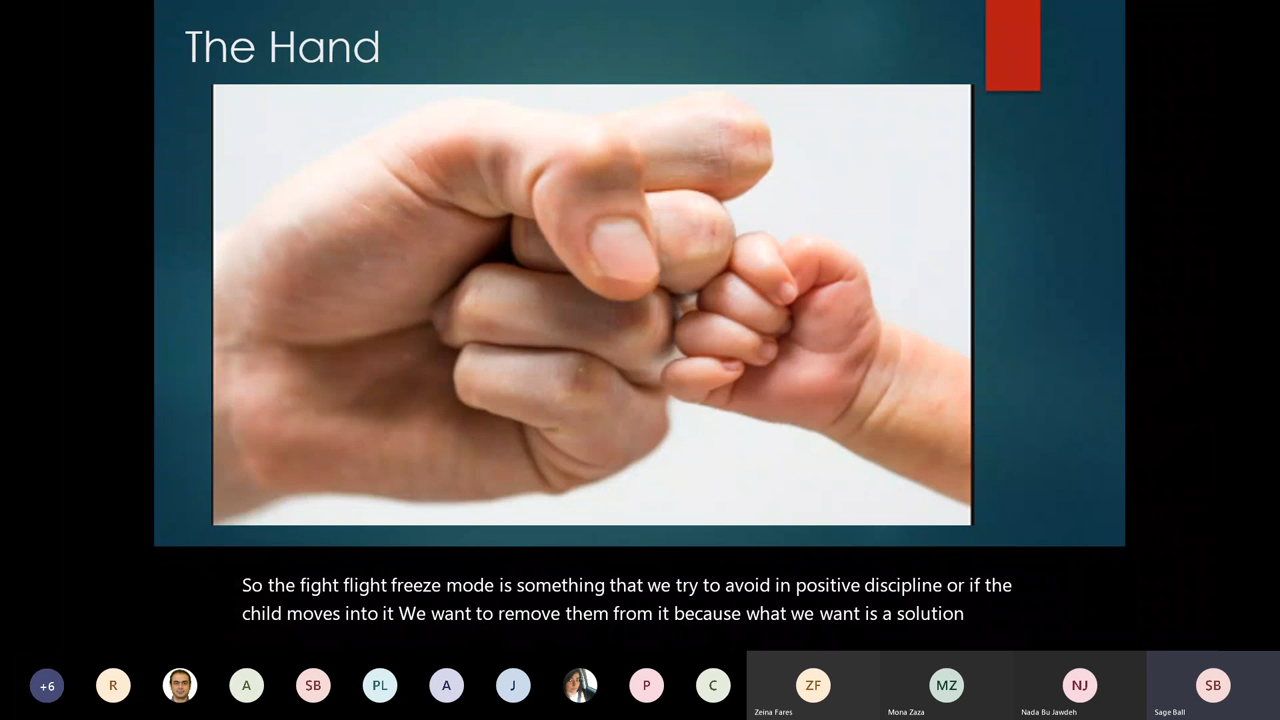 The Hand
So the fight flight freeze mode is something that we try to avoid in positive discipline or if the
child moves into it We want to remove them from it because what we want is a solution
+6
R
A
SB
PL
A
J
P
C
ZF
MZ
NJ
SB
Zeina Fares
Mona Zaza
Nada Bu Jawdeh
Sage Ball